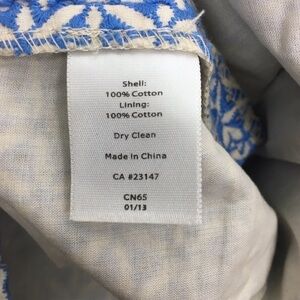 Shell:
100% Cotton
Lining:
100% Cotton
Dry Clean
Made in China
CA #23147
CN65
01/13